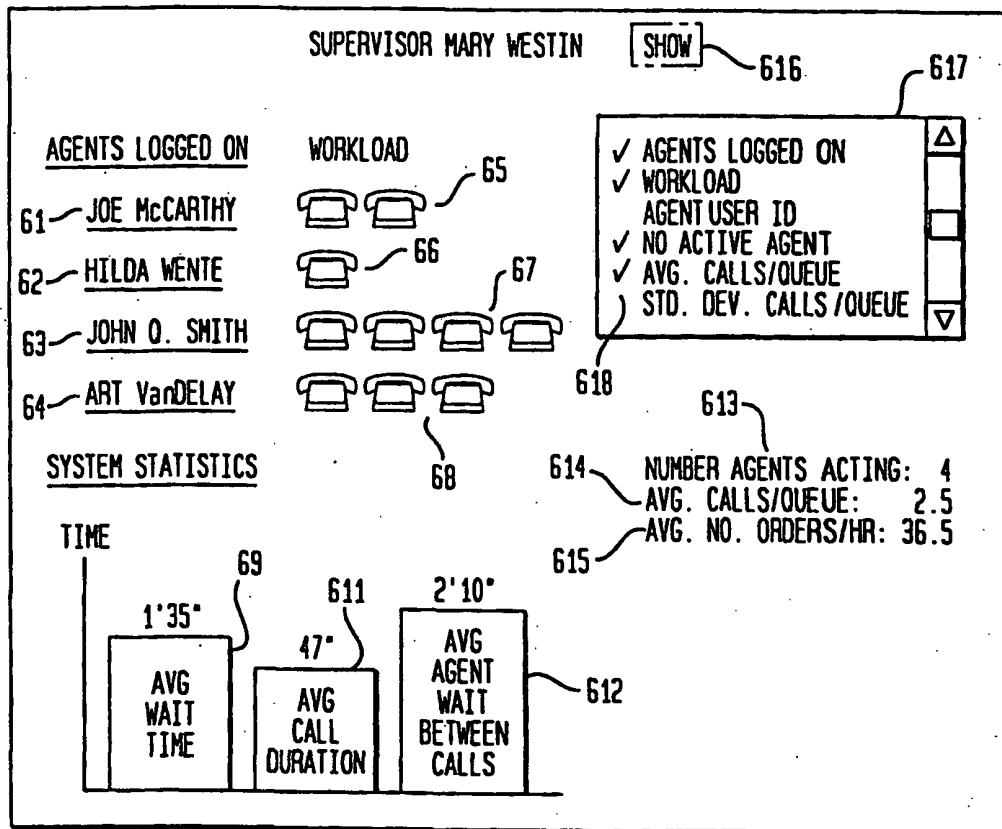 SUPERVISOR MARY WESTIN SHOW
616
617
AGENTS LOGGED ON WORKLOAD
61 JOE McCARTHY 65
62 HILDA WENTE 66
63 JOHN Q. SMITH 67
64 ART VanDELAY 68
✓ AGENTS LOGGED ON
✓ WORKLOAD
AGENT USER ID
✓ NO ACTIVE AGENT
✓ AVG. CALLS/QUEUE
STD. DEV. CALLS/QUEUE
618
613
SYSTEM STATISTICS
NUMBER AGENTS ACTING: 4
614 AVG. CALLS/QUEUE: 2.5
615 AVG. NO. ORDERS/HR: 36.5
TIME
69
611
612
1'35"
AVG
WAIT
TIME
47"
AVG
CALL
DURATION
2'10"
AVG
AGENT
WAIT
BETWEEN
CALLS